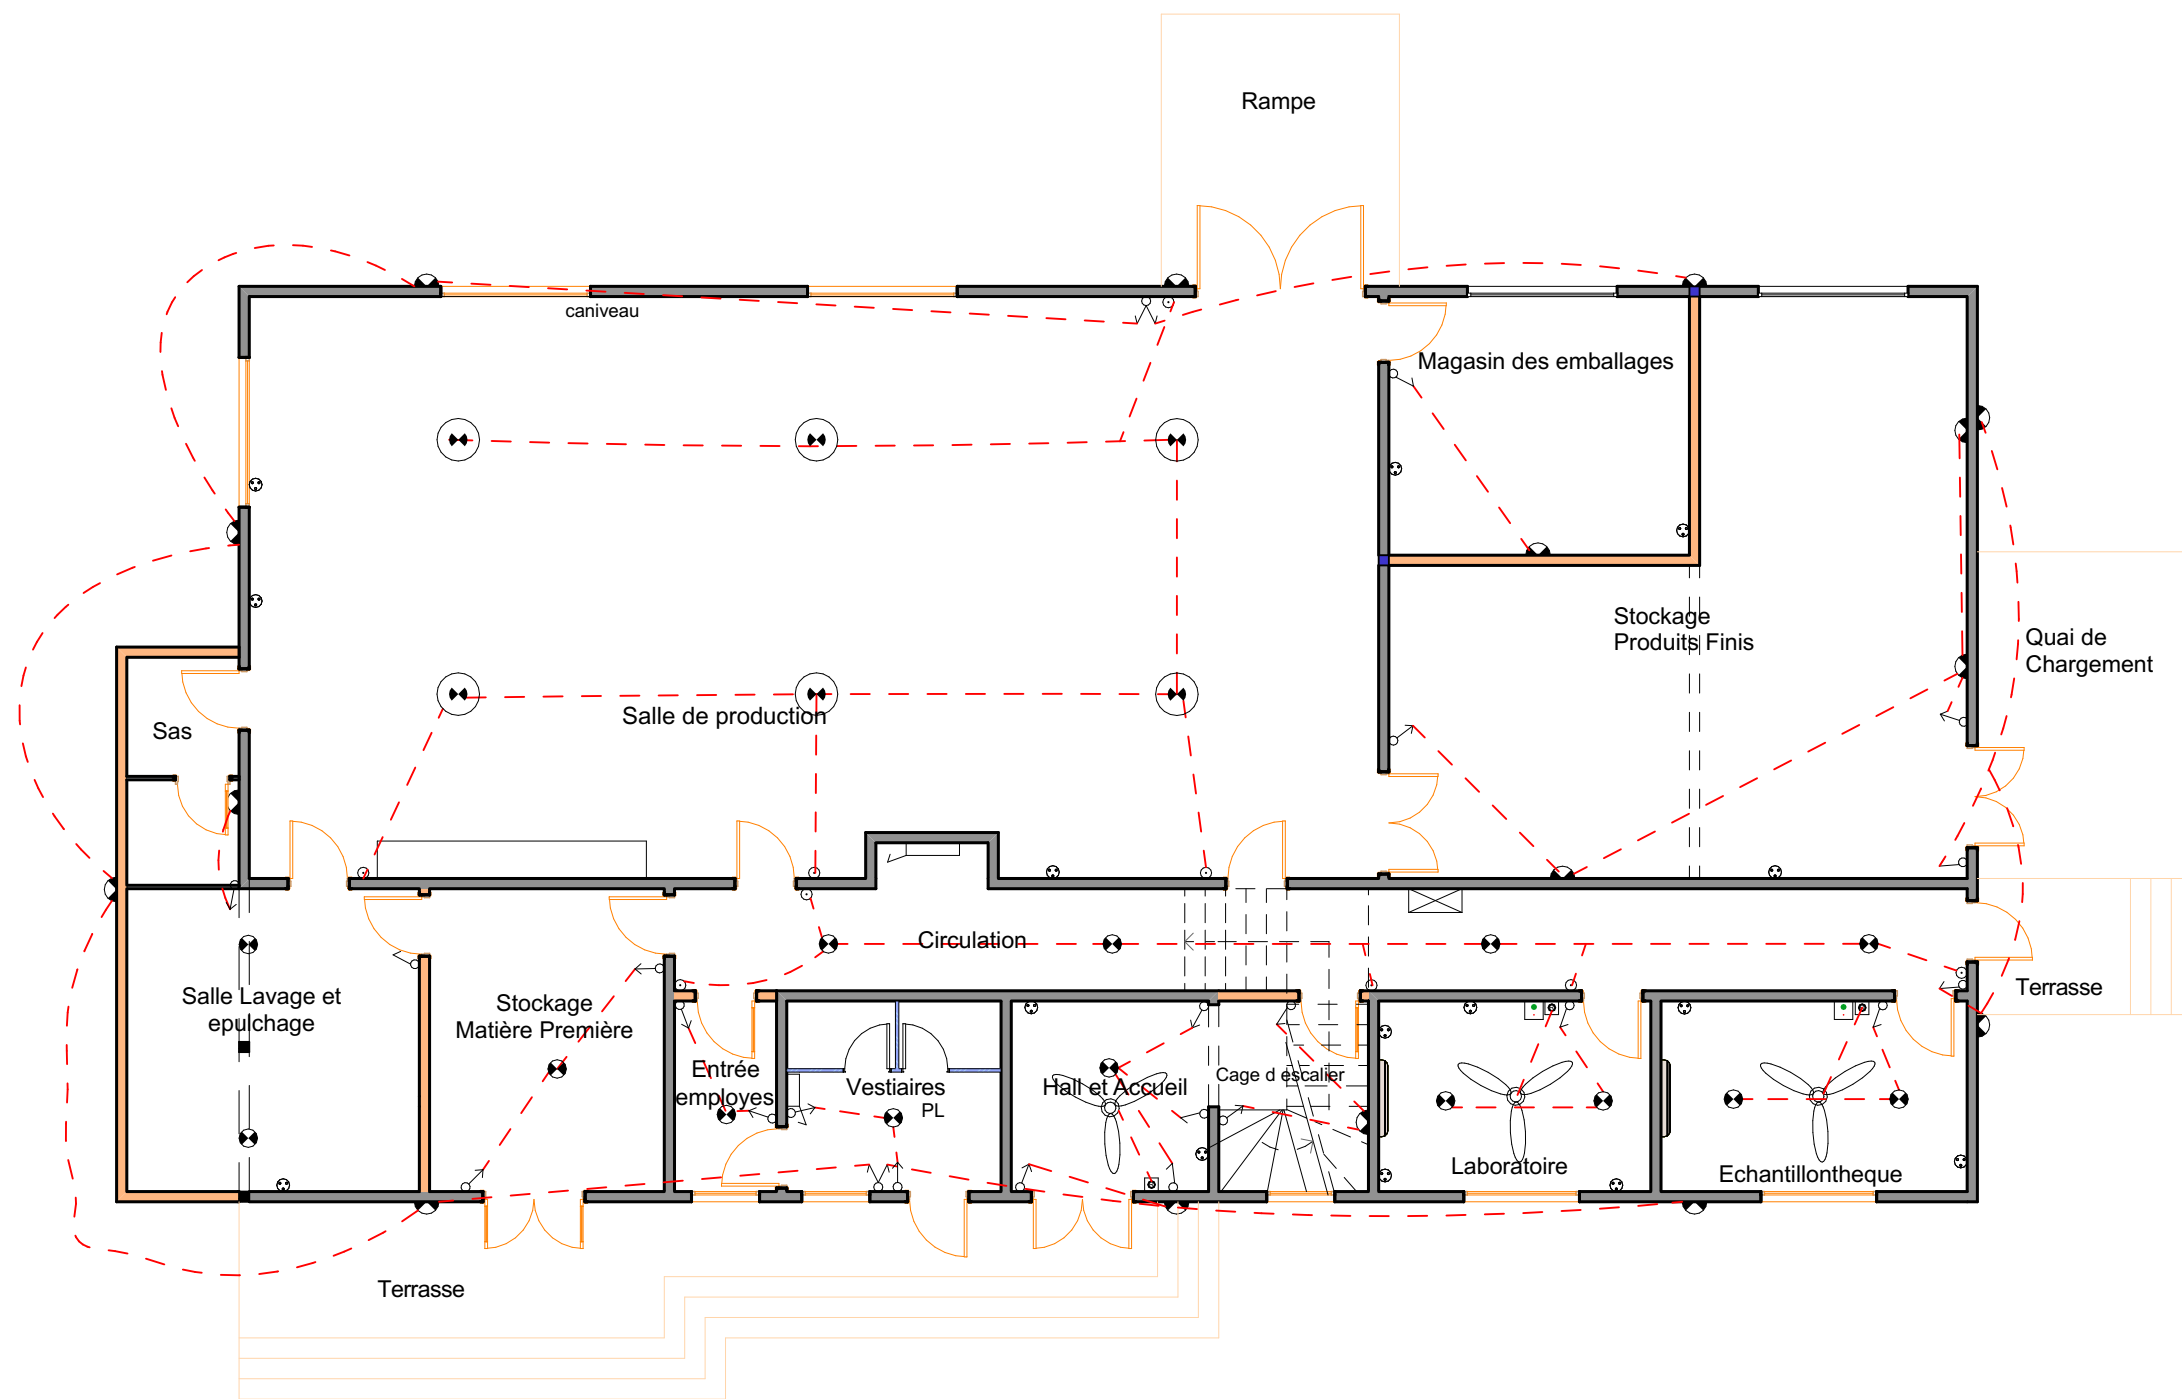 Rampe
caniveau
Magasin des emballages
Stockage
Produits Finis
Quai de
Chargement
Salle de production
Sas
Circulation
Salle Lavage et
epulchage
Stockage
Matière Première
Terrasse
Entrée
employes
Vestiaires
PL
Hall et Accueil
Cage d escalier
Laboratoire
Echantillontheque
Terrasse